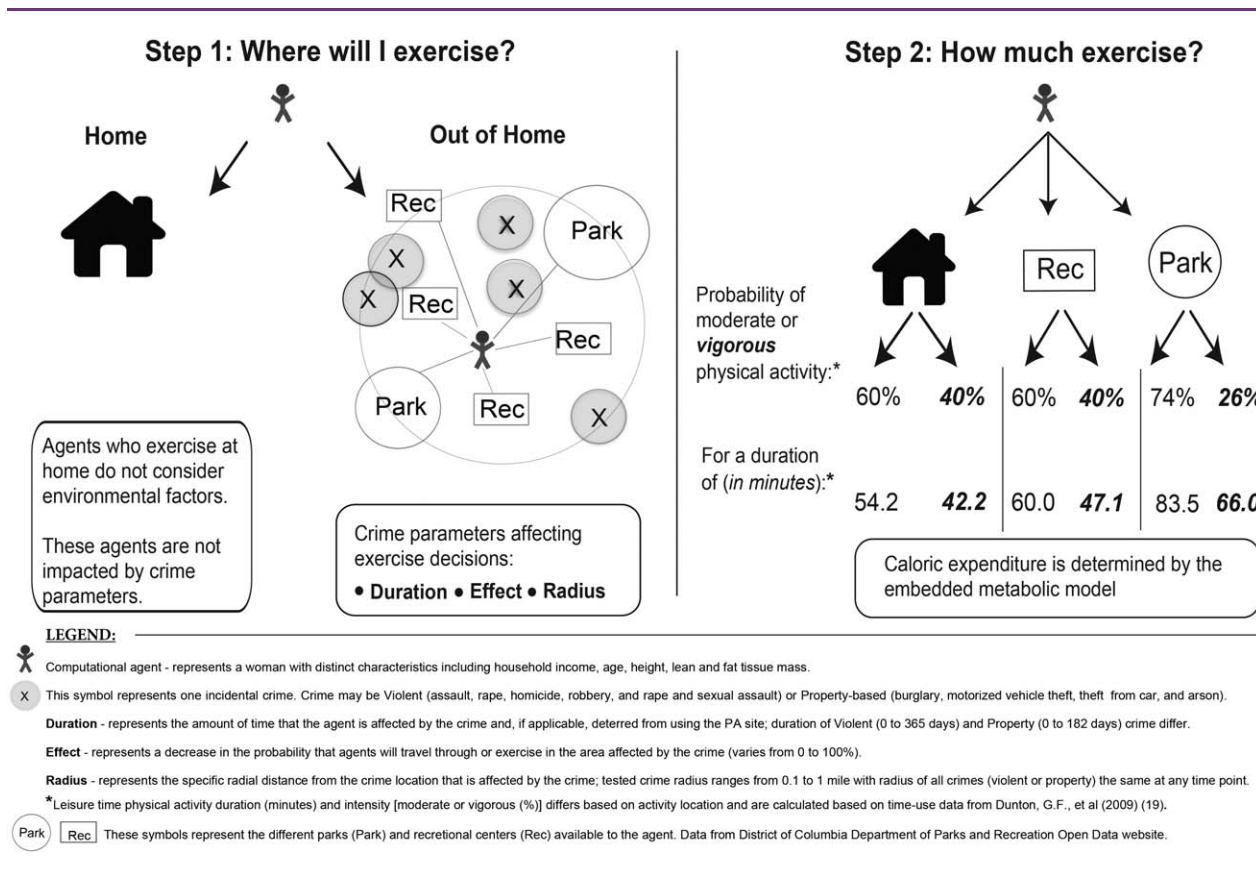 Step 1: Where will I exercise?
Home
Out of Home
Rec
X
Park
X
X
X
Rec
Rec
Park
Rec
X
Agents who exercise at
home do not consider
environmental factors.
These agents are not
impacted by crime
parameters.
Crime parameters affecting
exercise decisions:
• Duration • Effect • Radius
Step 2: How much exercise?
Rec
Park
Probability of
moderate or
vigorous
physical activity:*
60% 40% 60% 40% 74% 26%
For a duration
of (in minutes):*
54.2 42.2 60.0 47.1 83.5 66.0
Caloric expenditure is determined by the
embedded metabolic model
LEGEND:
Computational agent - represents a woman with distinct characteristics including household income, age, height, lean and fat tissue mass.
X This symbol represents one incidental crime. Crime may be Violent (assault, rape, homicide, robbery, and rape and sexual assault) or Property-based (burglary, motorized vehicle theft, theft from car, and arson).
Duration - represents the amount of time that the agent is affected by the crime and, if applicable, deterred from using the PA site; duration of Violent (0 to 365 days) and Property (0 to 182 days) crime differ.
Effect - represents a decrease in the probability that agents will travel through or exercise in the area affected by the crime (varies from 0 to 100%).
Radius - represents the specific radial distance from the crime location that is affected by the crime; tested crime radius ranges from 0.1 to 1 mile with radius of all crimes (violent or property) the same at any time point.
*Leisure time physical activity duration (minutes) and intensity [moderate or vigorous (%)] differs based on activity location and are calculated based on time-use data from Dunton, G.F., et al (2009) (19).
Park Rec These symbols represent the different parks (Park) and recretional centers (Rec) available to the agent. Data from District of Columbia Department of Parks and Recreation Open Data website.